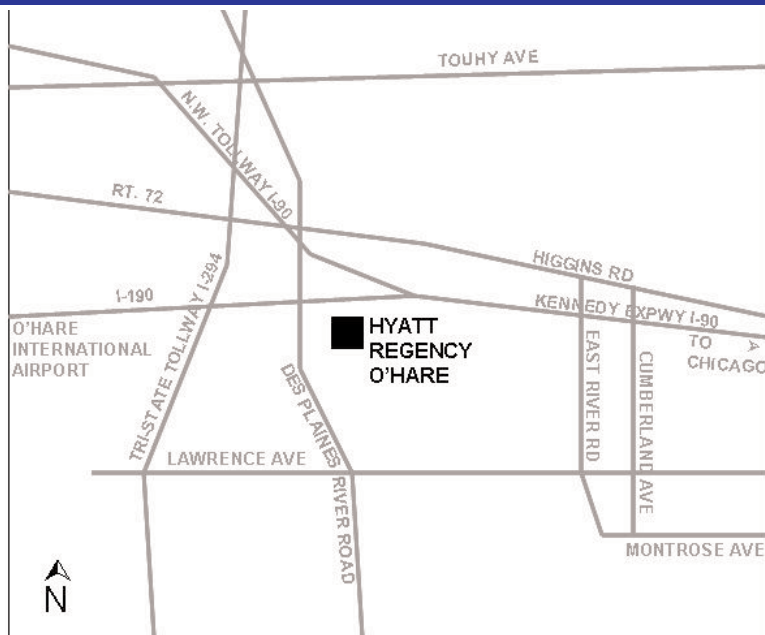 TOUHY AVE
N.W. TOLLWAY I-90
RT. 72
HIGGINS RD
I-190
KENNEDY EXPWY I-90
TO
CHICAGO
O'HARE
INTERNATIONAL
AIRPORT
TRI-STATE TOLLWAY I-294
HYATT
REGENCY
O'HARE
DES PLAINES RIVER ROAD
EAST RIVER RD
CUMBERLAND AVE
LAWRENCE AVE
MONTROSE AVE
N